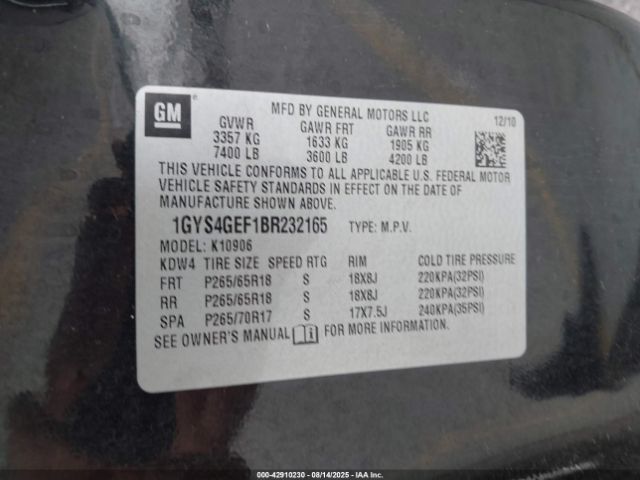 GM
MFD BY GENERAL MOTORS LLC
12/10
GVWR GAWR FRT GAWR RR
3357 KG 1633 KG 1905 KG
7400 LB 3600 LB 4200 LB
THIS VEHICLE CONFORMS TO ALL APPLICABLE U.S. FEDERAL MOTOR
VEHICLE SAFETY STANDARDS IN EFFECT ON THE DATE OF
MANUFACTURE SHOWN ABOVE.
1GYS4GEF1BR232165 TYPE: M.P.V.
MODEL: K10906
KDW4 TIRE SIZE SPEED RTG RIM COLD TIRE PRESSURE
FRT P265/65R18 S 18X8J 220KPA(32PSI)
RR P265/65R18 S 18X8J 220KPA(32PSI)
SPA P265/70R17 S 17X7.5J 240KPA(35PSI)
SEE OWNER'S MANUAL FOR MORE INFORMATION.
000-42910230 - 08/14/2025 - IAAI.COM